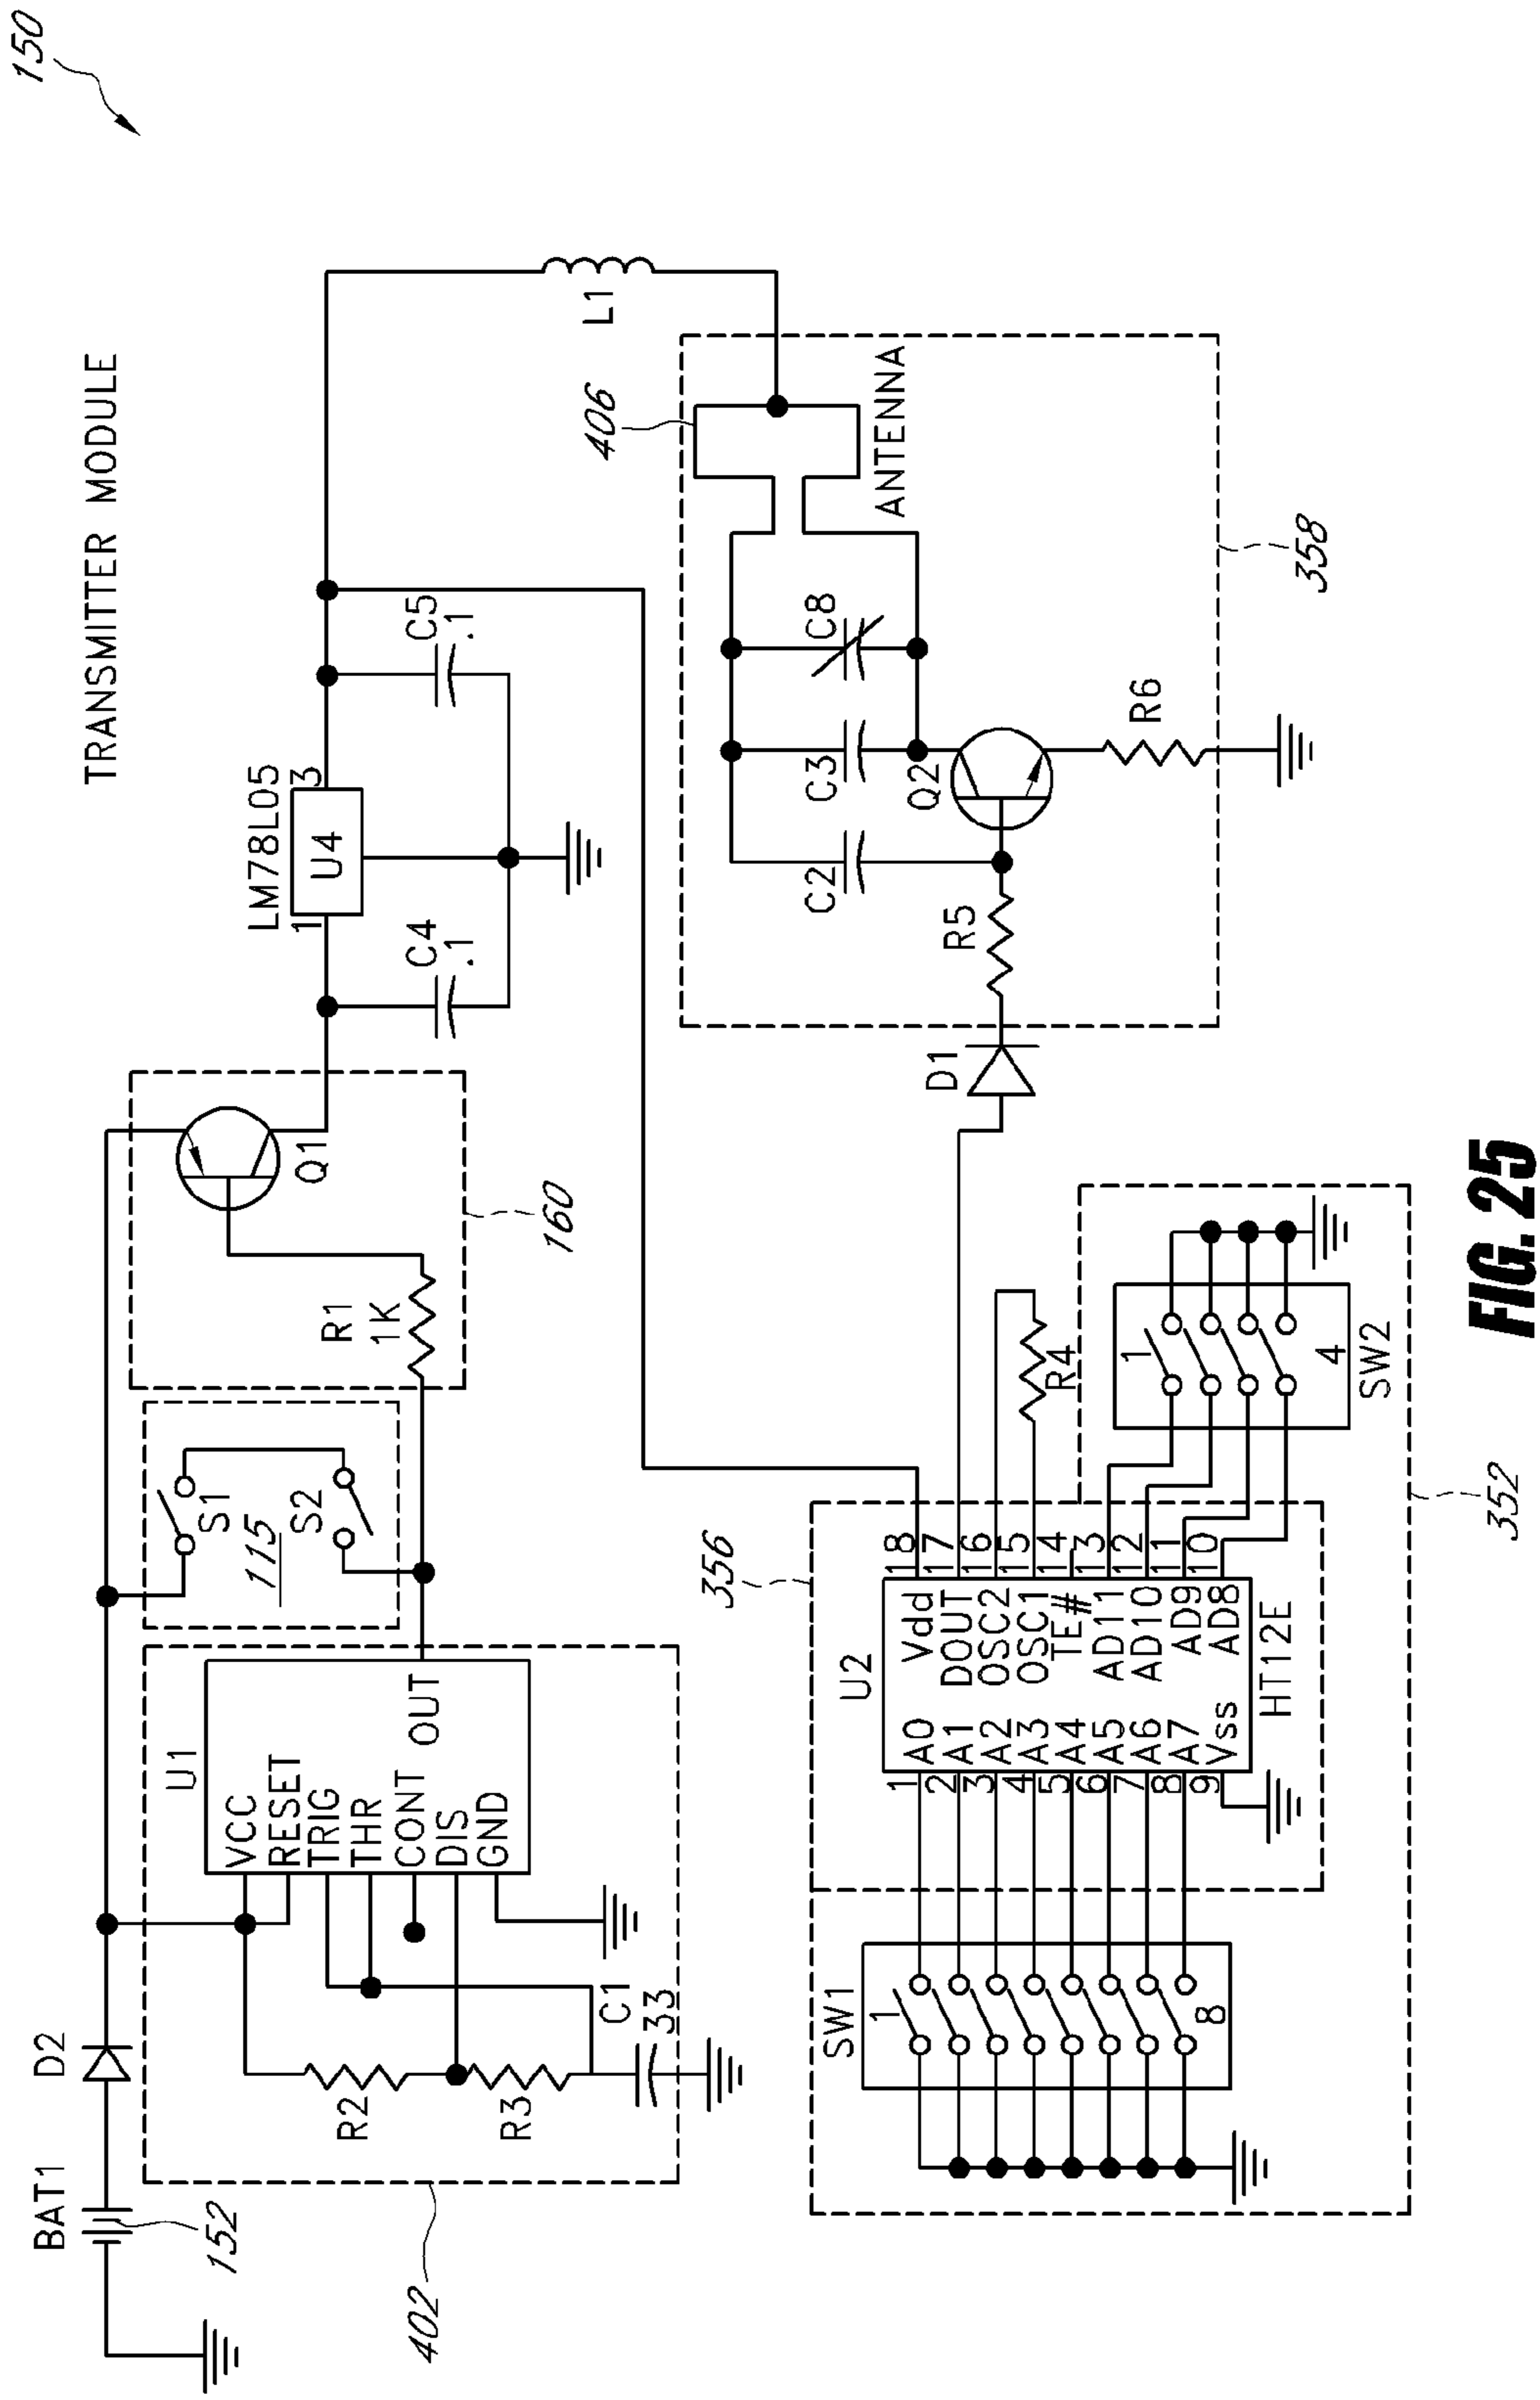 150
TRANSMITTER MODULE
BAT1
152
D2
402
U1
VCC
RESET
TRIG
THR
CONT
DIS
GND
OUT
R2
R3
C1
33
S1
115
S2
R1
1K
160
Q1
LM78L05
1
U4
3
C4
.1
C5
.1
L1
406
ANTENNA
C2
C3
C8
Q2
R5
R6
D1
358
SW1
1
8
356
U2
1 A0
2 A1
3 A2
4 A3
5 A4
6 A5
7 A6
8 A7
9 Vss
Vdd 18
DOUT 17
OSC2 16
OSC1 15
TE# 14
AD11 13
AD10 12
AD9 11
AD8 10
HT12E
R4
1
4
SW2
352
FIG. 25